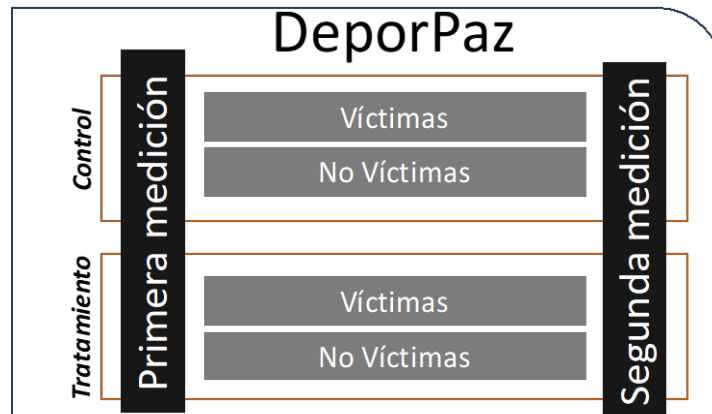 DeporPaz
Control
Primera medición
Víctimas
No Víctimas
Segunda medición
Tratamiento
Víctimas
No Víctimas